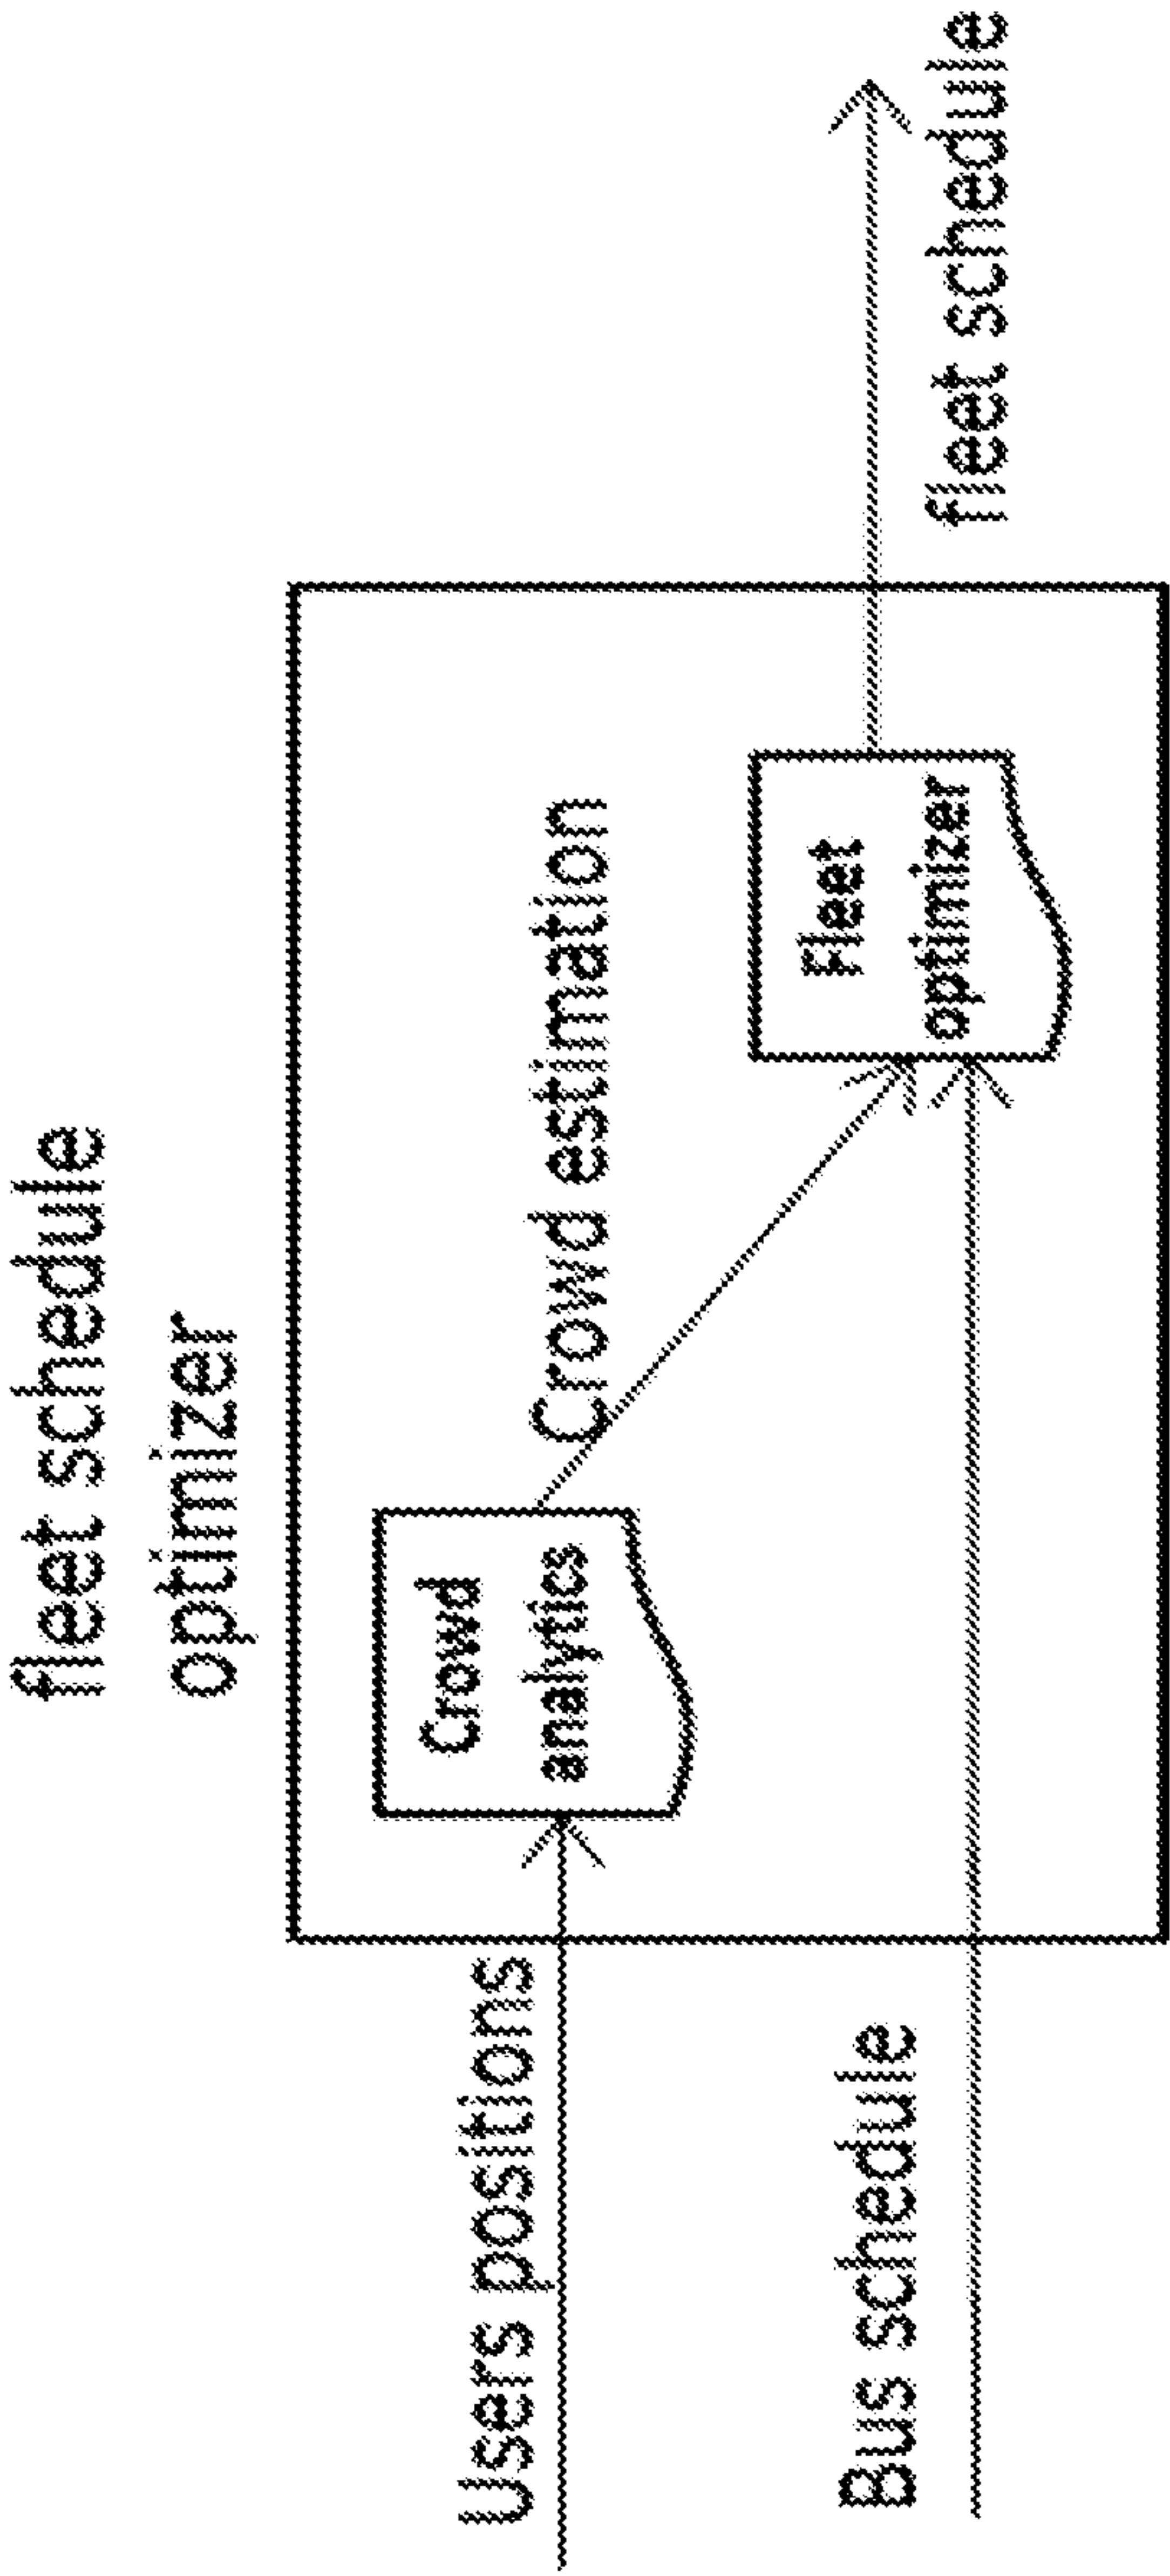 fleet schedule
optimizer
Users positions
Crowd
analytics
Crowd estimation
Bus schedule
Fleet
optimizer
fleet schedule